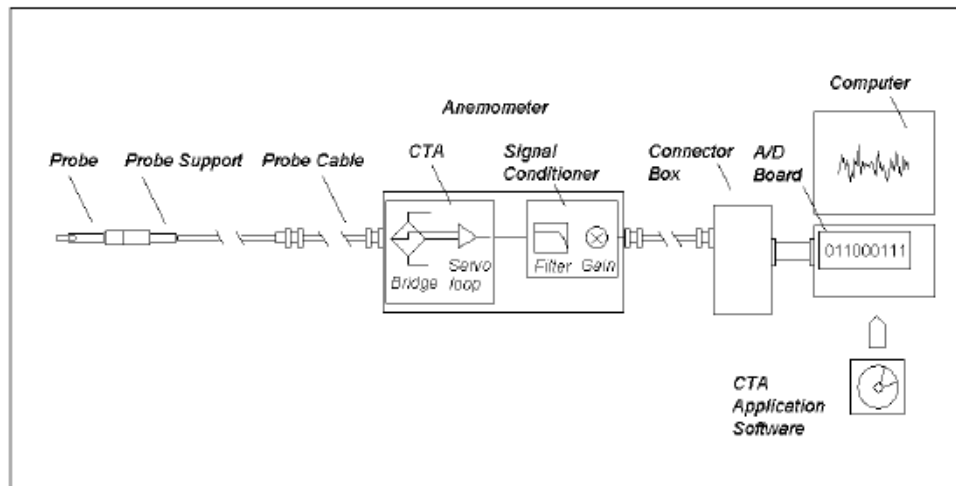 Computer
Anemometer
Probe
Probe Support
Probe Cable
CTA
Signal
Conditioner
Connector
Box
A/D
Board
011000111
Bridge
Servo
loop
Filter
Gain
CTA
Application
Software